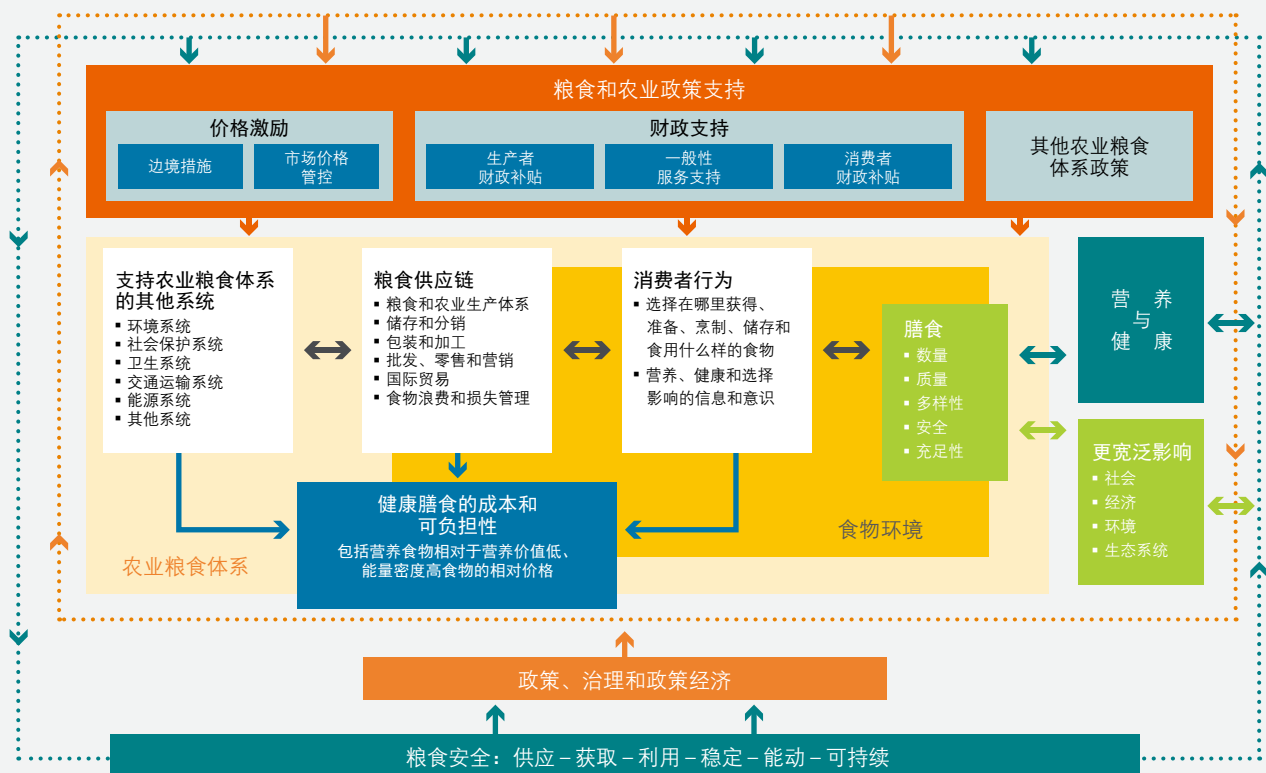 粮食和农业政策支持
价格激励
边境措施
市场价格
管控
财政支持
生产者
财政补贴
一般性
服务支持
消费者
财政补贴
其他农业粮食
体系政策
支持农业粮食体系
的其他系统
▪ 环境系统
▪ 社会保护系统
▪ 卫生系统
▪ 交通运输系统
▪ 能源系统
▪ 其他系统
粮食供应链
▪ 粮食和农业生产体系
▪ 储存和分销
▪ 包装和加工
▪ 批发、零售和营销
▪ 国际贸易
▪ 食物浪费和损失管理
消费者行为
▪ 选择在哪里获得、
准备、烹制、储存和
食用什么样的食物
▪ 营养、健康和选择
影响的信息和意识
膳食
▪ 数量
▪ 质量
▪ 多样性
▪ 安全
▪ 充足性
营 养
与
健 康
更宽泛影响
▪ 社会
▪ 经济
▪ 环境
▪ 生态系统
健康膳食的成本和
可负担性
包括营养食物相对于营养价值低、
能量密度高食物的相对价格
食物环境
农业粮食体系
政策、治理和政策经济
粮食安全：供应 – 获取 – 利用 – 稳定 – 能动 – 可持续